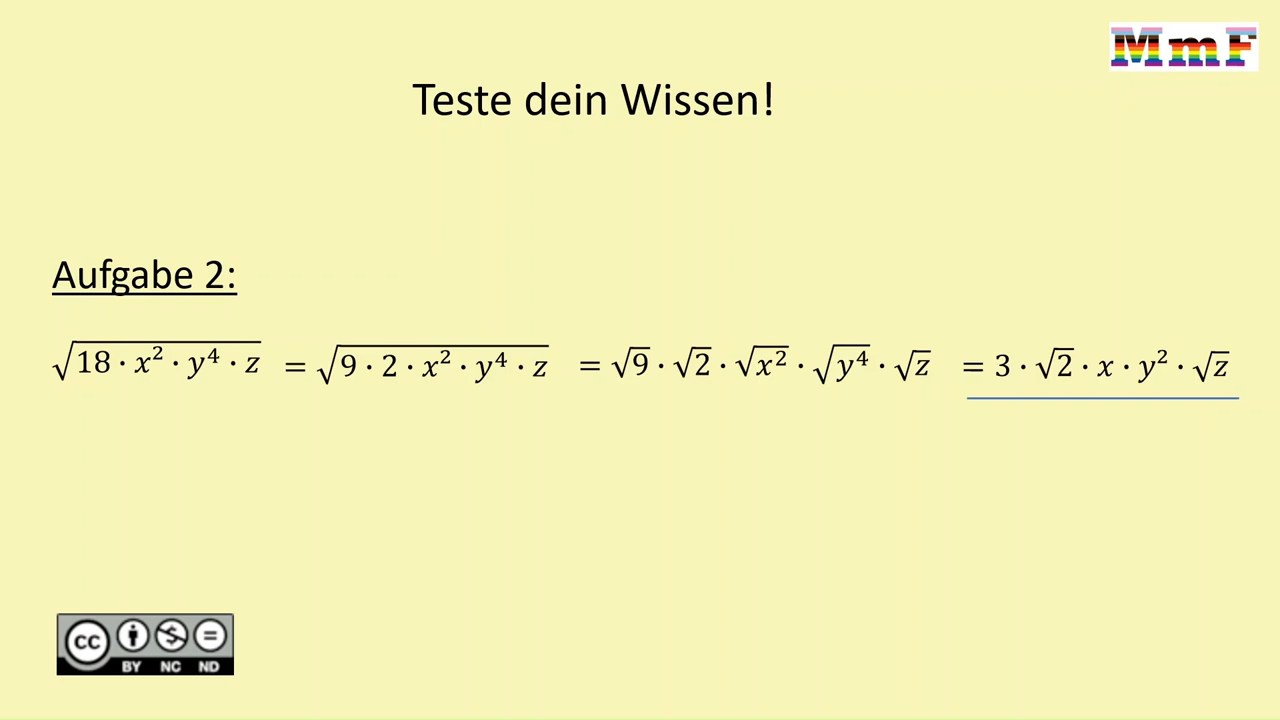 MmF
Teste dein Wissen!
Aufgabe 2:
√(18 · x² · y⁴ · z) = √(9 · 2 · x² · y⁴ · z) = √9 · √2 · √x² · √y⁴ · √z = 3 · √2 · x · y² · √z
cc BY NC ND